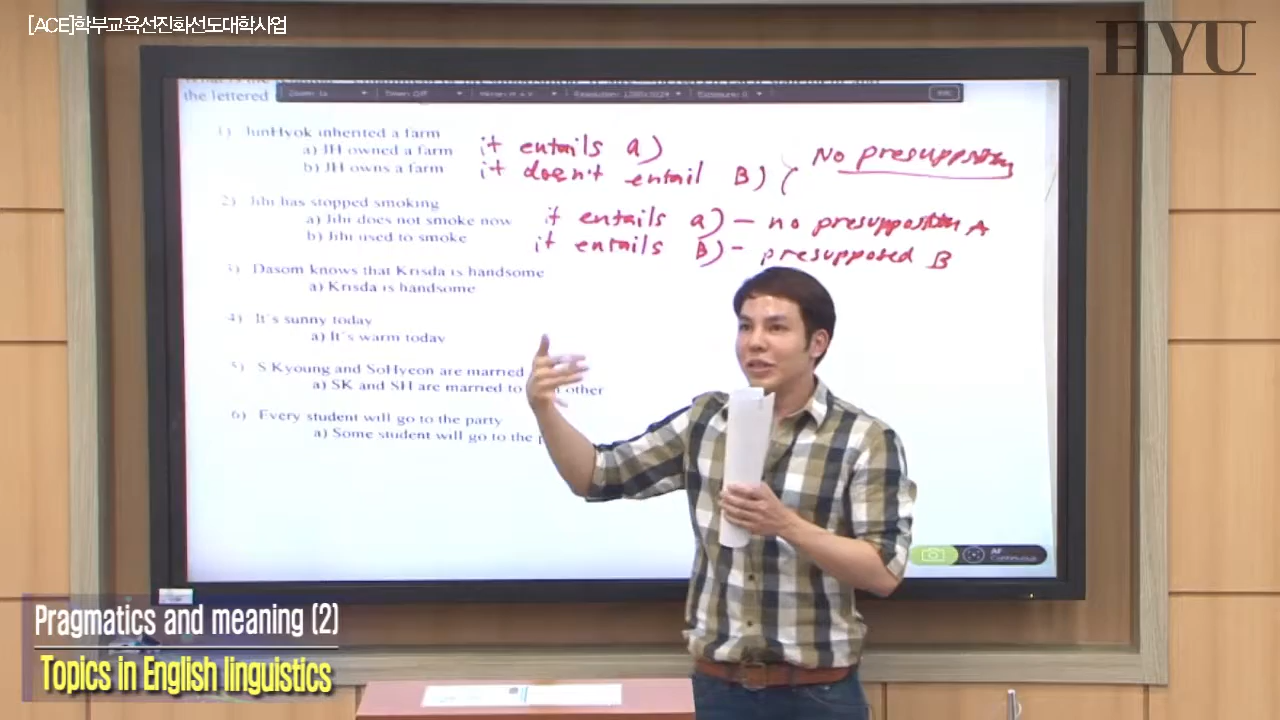 [ACE]학부교육선진화선도대학사업
HYU
the lettered
1) JunHyok inherited a farm
a) JH owned a farm
b) JH owns a farm
it entails a)
it doesn't entail B)
No presupposition
2) Jihi has stopped smoking
a) Jihi does not smoke now
b) Jihi used to smoke
it entails a) – no presupposition A
it entails B) – presupposed B
3) Dasom knows that Krisda is handsome
a) Krisda is handsome
4) It's sunny today
a) It's warm today
5) S Kyoung and SoHyeon are married
a) SK and SH are married to other
6) Every student will go to the party
a) Some student will go to the
AF
Continuous
Pragmatics and meaning (2)
Topics in English linguistics